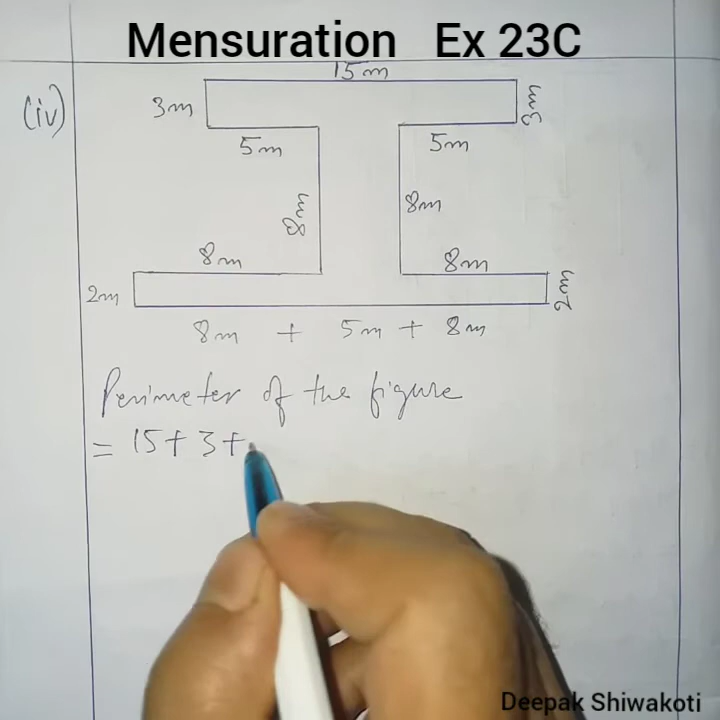 Mensuration Ex 23C
15m
(iv)
3m
3m
5m
5m
8m
8m
8m
8m
2m
2m
8m + 5m + 8m
Perimeter of the figure
= 15+ 3+
Deepak Shiwakoti